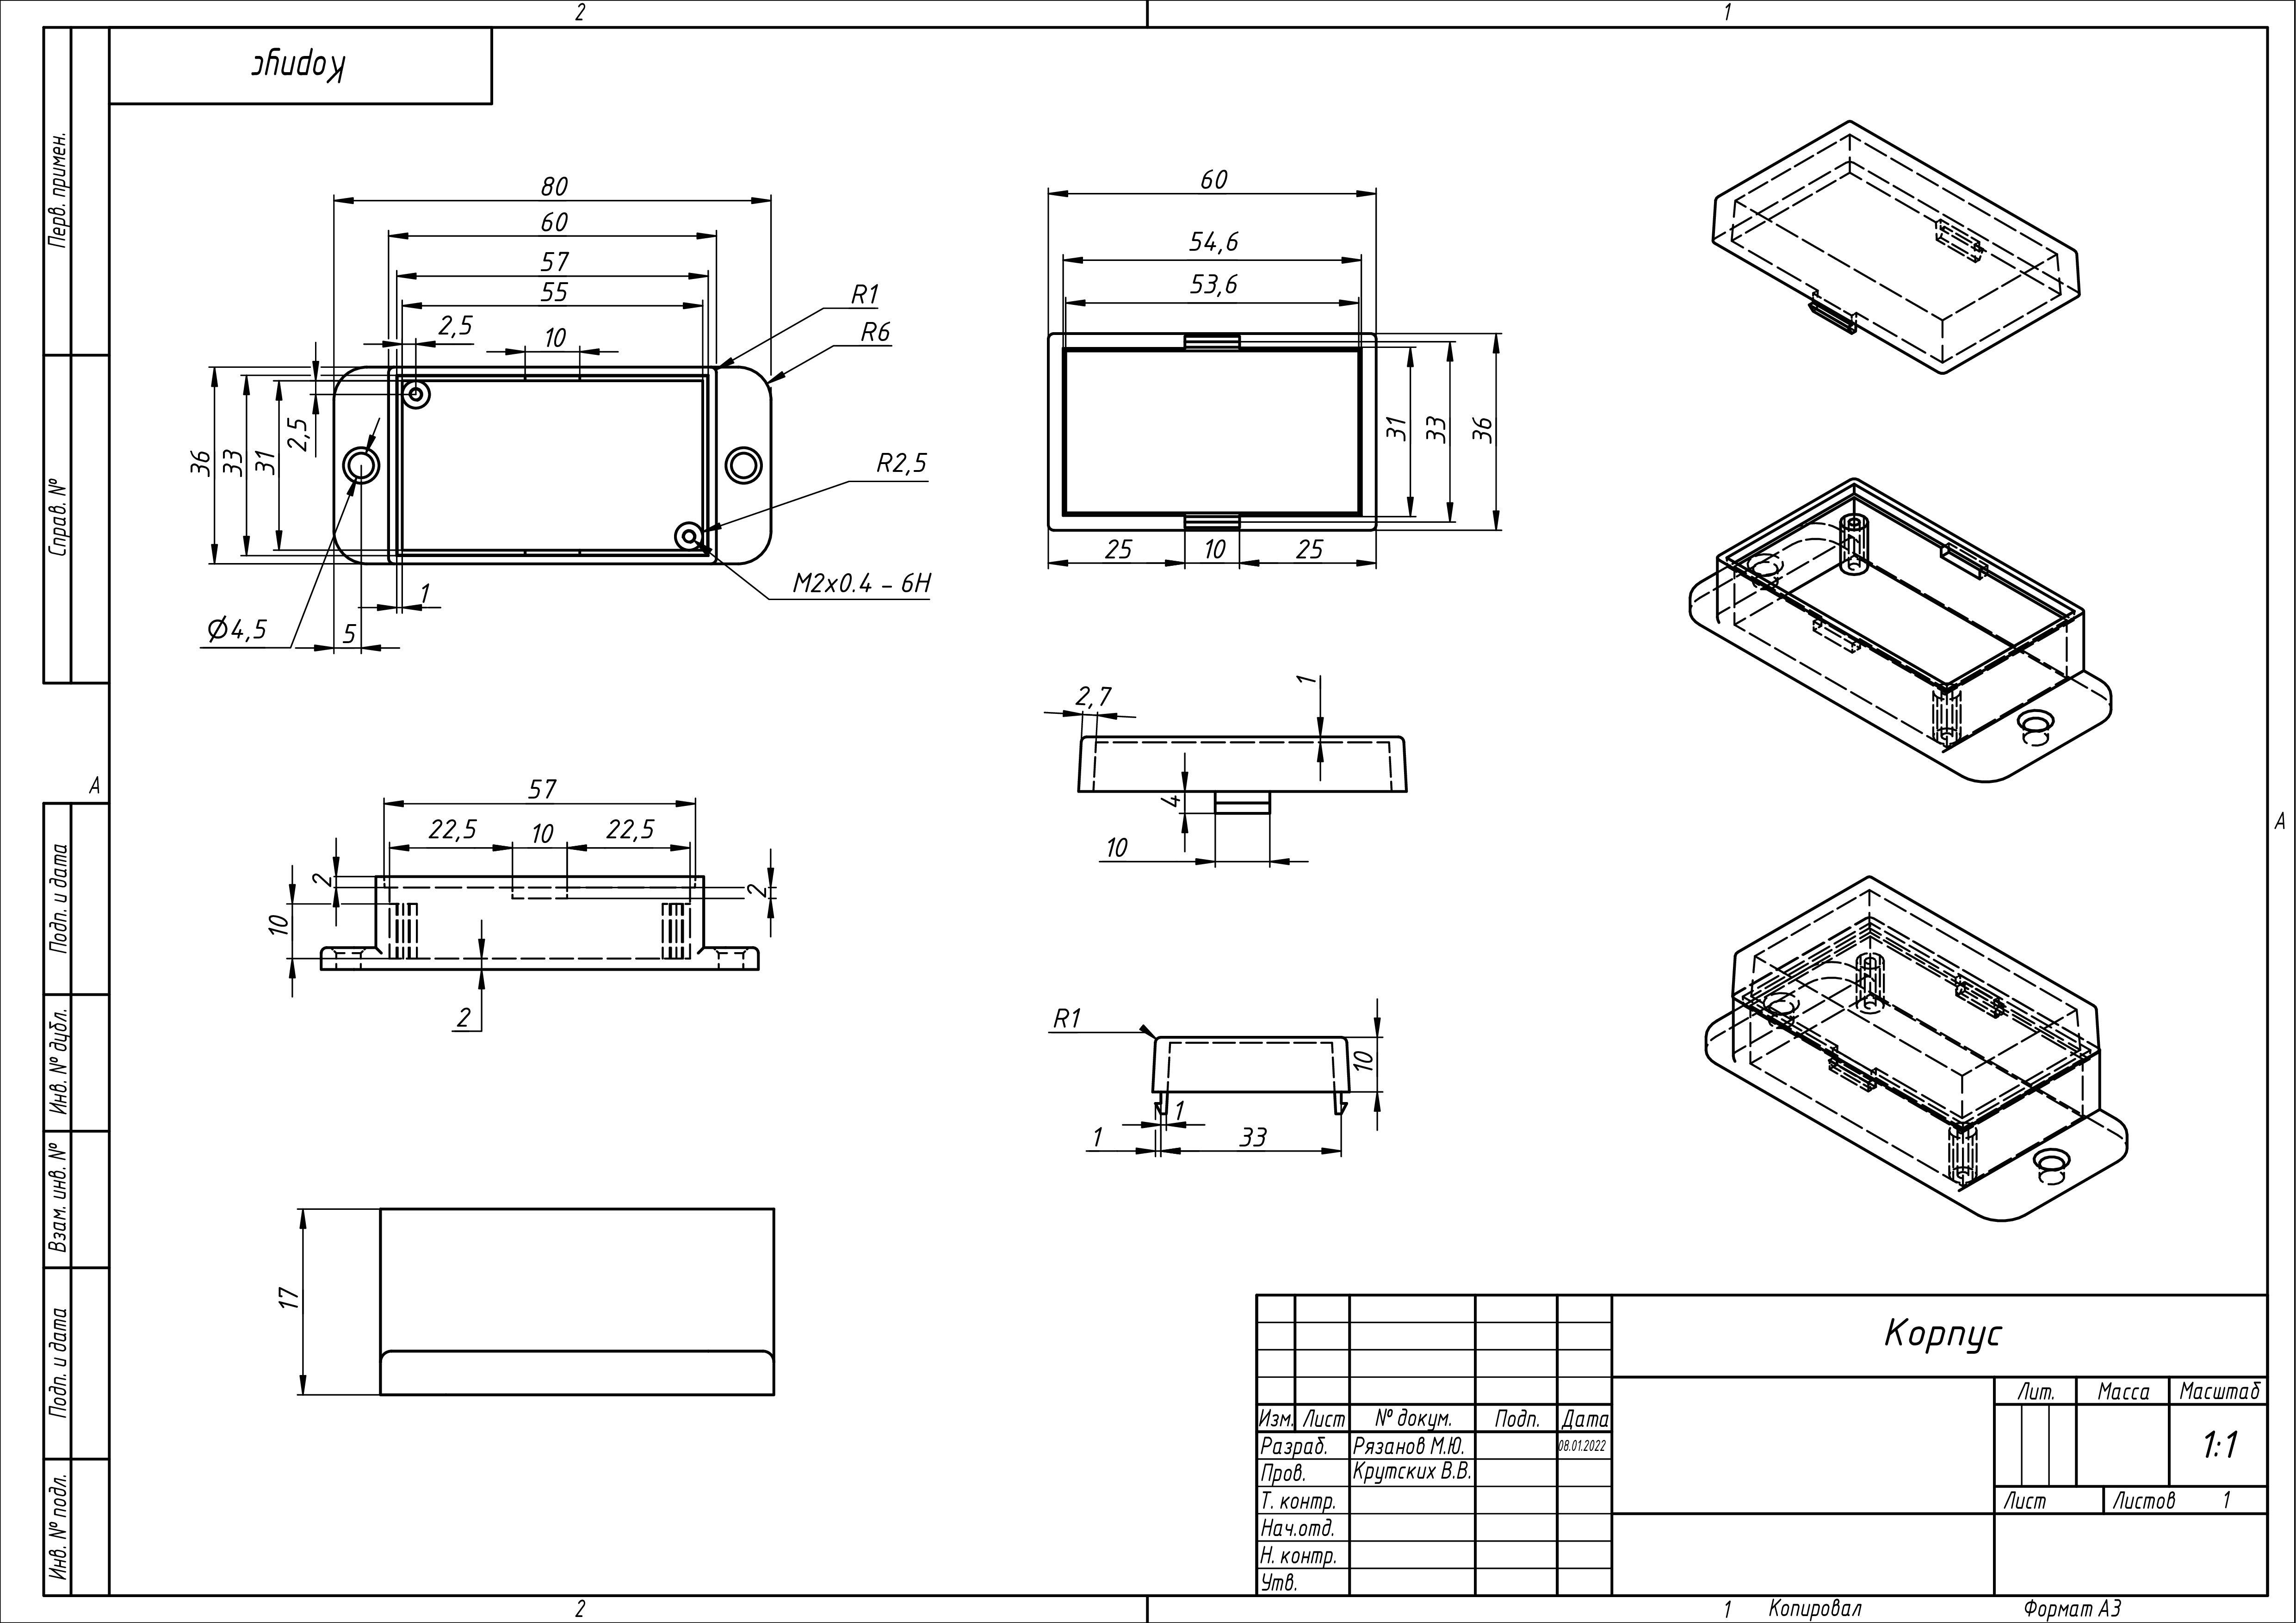 2
1
Корпус
Перв. примен.
Справ. №
А
Подп. и дата
Инв. № дубл.
Взам. инв. №
Подп. и дата
Инв. № подл.
80
60
57
55
2,5
10
R1
R6
36
33
31
2,5
R2,5
M2x0.4 – 6H
1
5
Ø4,5
60
54,6
53,6
31
33
36
25
10
25
2,7
1
4
10
57
22,5
10
22,5
2
2
10
2
R1
10
1
1
33
17
А
Корпус
Лит.
Масса
Масштаб
1:1
Изм.
Лист
№ докум.
Подп.
Дата
Разраб.
Рязанов М.Ю.
08.01.2022
Пров.
Крутских В.В.
Т. контр.
Нач.отд.
Н. контр.
Утв.
Лист
Листов 1
2
1
Копировал
Формат А3